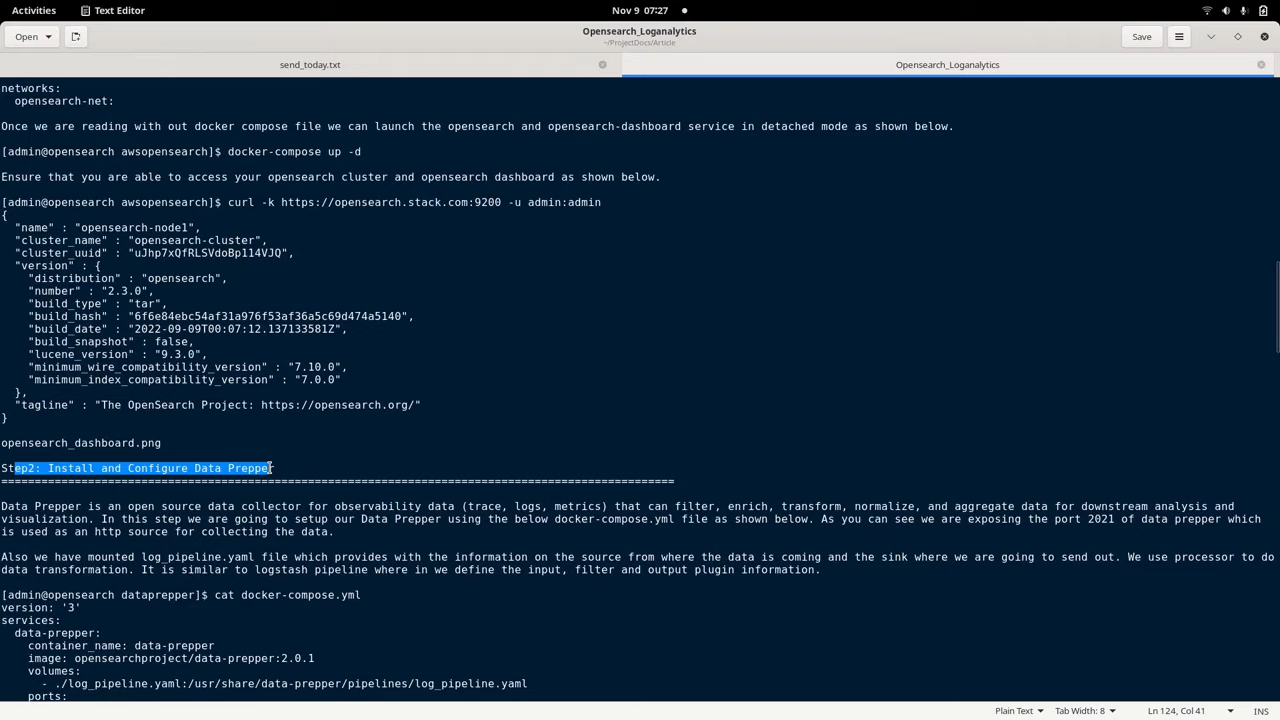 Activities
Text Editor
Nov 9 07:27
Open
Opensearch_Loganalytics
~/ProjectDocs/Article
Save
send_today.txt
Opensearch_Loganalytics
networks:
  opensearch-net:
Once we are reading with out docker compose file we can launch the opensearch and opensearch-dashboard service in detached mode as shown below.
[admin@opensearch awsopensearch]$ docker-compose up -d
Ensure that you are able to access your opensearch cluster and opensearch dashboard as shown below.
[admin@opensearch awsopensearch]$ curl -k https://opensearch.stack.com:9200 -u admin:admin
{
  "name" : "opensearch-node1",
  "cluster_name" : "opensearch-cluster",
  "cluster_uuid" : "uJhp7xQfRLSVdoBp114VJQ",
  "version" : {
    "distribution" : "opensearch",
    "number" : "2.3.0",
    "build_type" : "tar",
    "build_hash" : "6f6e84ebc54af31a976f53af36a5c69d474a5140",
    "build_date" : "2022-09-09T00:07:12.137133581Z",
    "build_snapshot" : false,
    "lucene_version" : "9.3.0",
    "minimum_wire_compatibility_version" : "7.10.0",
    "minimum_index_compatibility_version" : "7.0.0"
  },
  "tagline" : "The OpenSearch Project: https://opensearch.org/"
}
opensearch_dashboard.png
Step2: Install and Configure Data Prepper
=====================================================================================================
Data Prepper is an open source data collector for observability data (trace, logs, metrics) that can filter, enrich, transform, normalize, and aggregate data for downstream analysis and
visualization. In this step we are going to setup our Data Prepper using the below docker-compose.yml file as shown below. As you can see we are exposing the port 2021 of data prepper which
is used as an http source for collecting the data.
Also we have mounted log_pipeline.yaml file which provides with the information on the source from where the data is coming and the sink where we are going to send out. We use processor to do
data transformation. It is similar to logstash pipeline where in we define the input, filter and output plugin information.
[admin@opensearch dataprepper]$ cat docker-compose.yml
version: '3'
services:
  data-prepper:
    container_name: data-prepper
    image: opensearchproject/data-prepper:2.0.1
    volumes:
      - ./log_pipeline.yaml:/usr/share/data-prepper/pipelines/log_pipeline.yaml
    ports:
Plain Text
Tab Width: 8
Ln 124, Col 41
INS